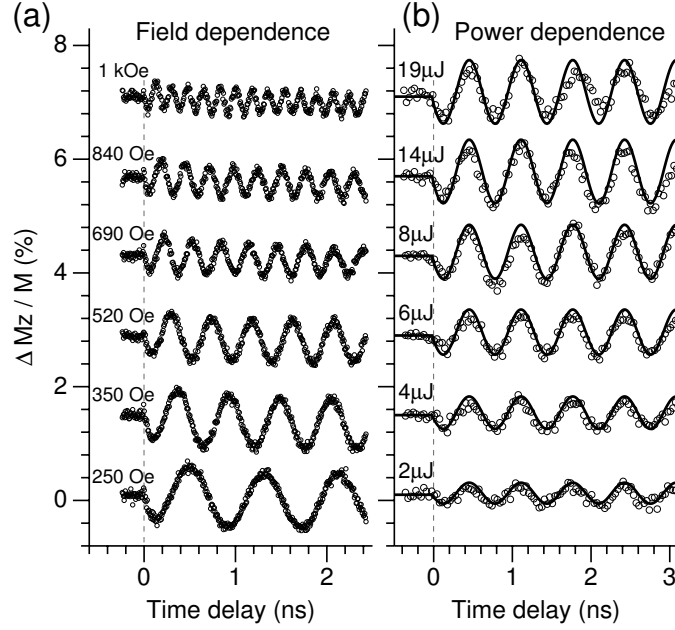 (a)
Field dependence
(b)
Power dependence
8
6
4
2
0
Δ Mz / M (%)
1 kOe
840 Oe
690 Oe
520 Oe
350 Oe
250 Oe
19μJ
14μJ
8μJ
6μJ
4μJ
2μJ
0 1 2
0 1 2 3
Time delay (ns)
Time delay (ns)